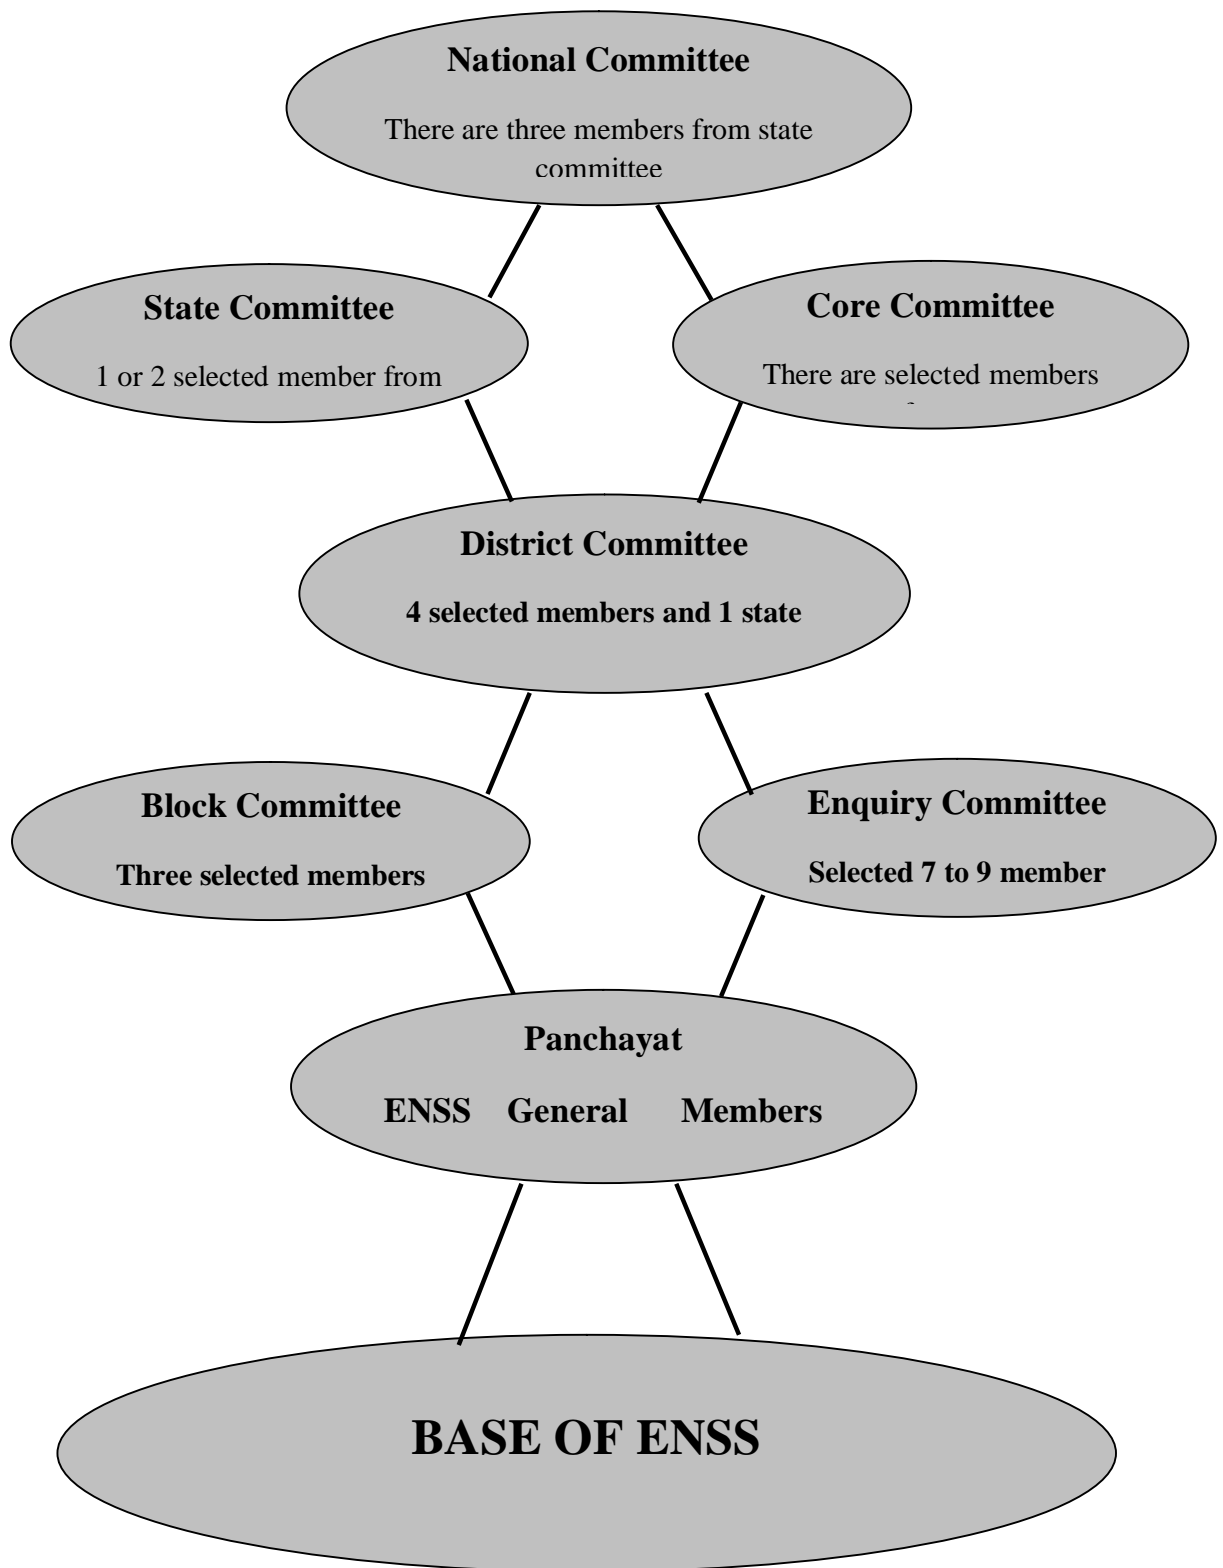 National Committee
There are three members from state
committee
State Committee
1 or 2 selected member from
Core Committee
There are selected members
District Committee
4 selected members and 1 state
Block Committee
Three selected members
Enquiry Committee
Selected 7 to 9 member
Panchayat
ENSS General Members
BASE OF ENSS